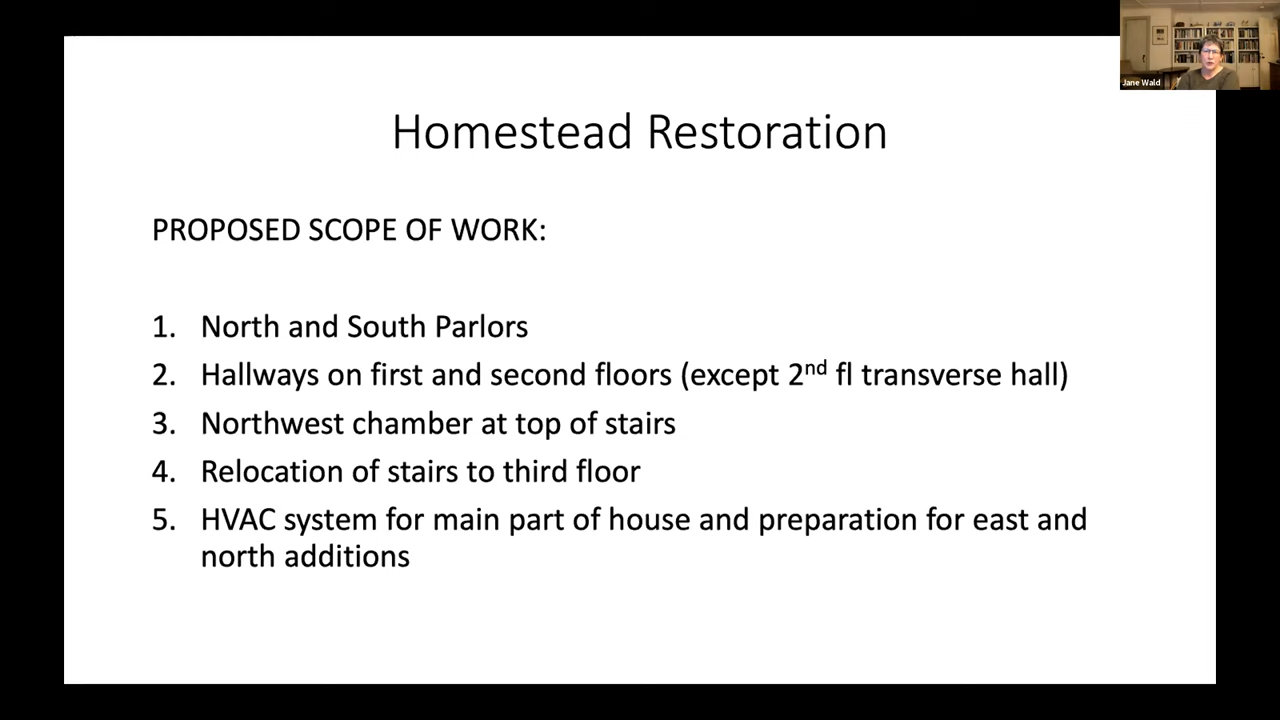 Jane Wald
Homestead Restoration
PROPOSED SCOPE OF WORK:
1. North and South Parlors
2. Hallways on first and second floors (except 2nd fl transverse hall)
3. Northwest chamber at top of stairs
4. Relocation of stairs to third floor
5. HVAC system for main part of house and preparation for east and
north additions